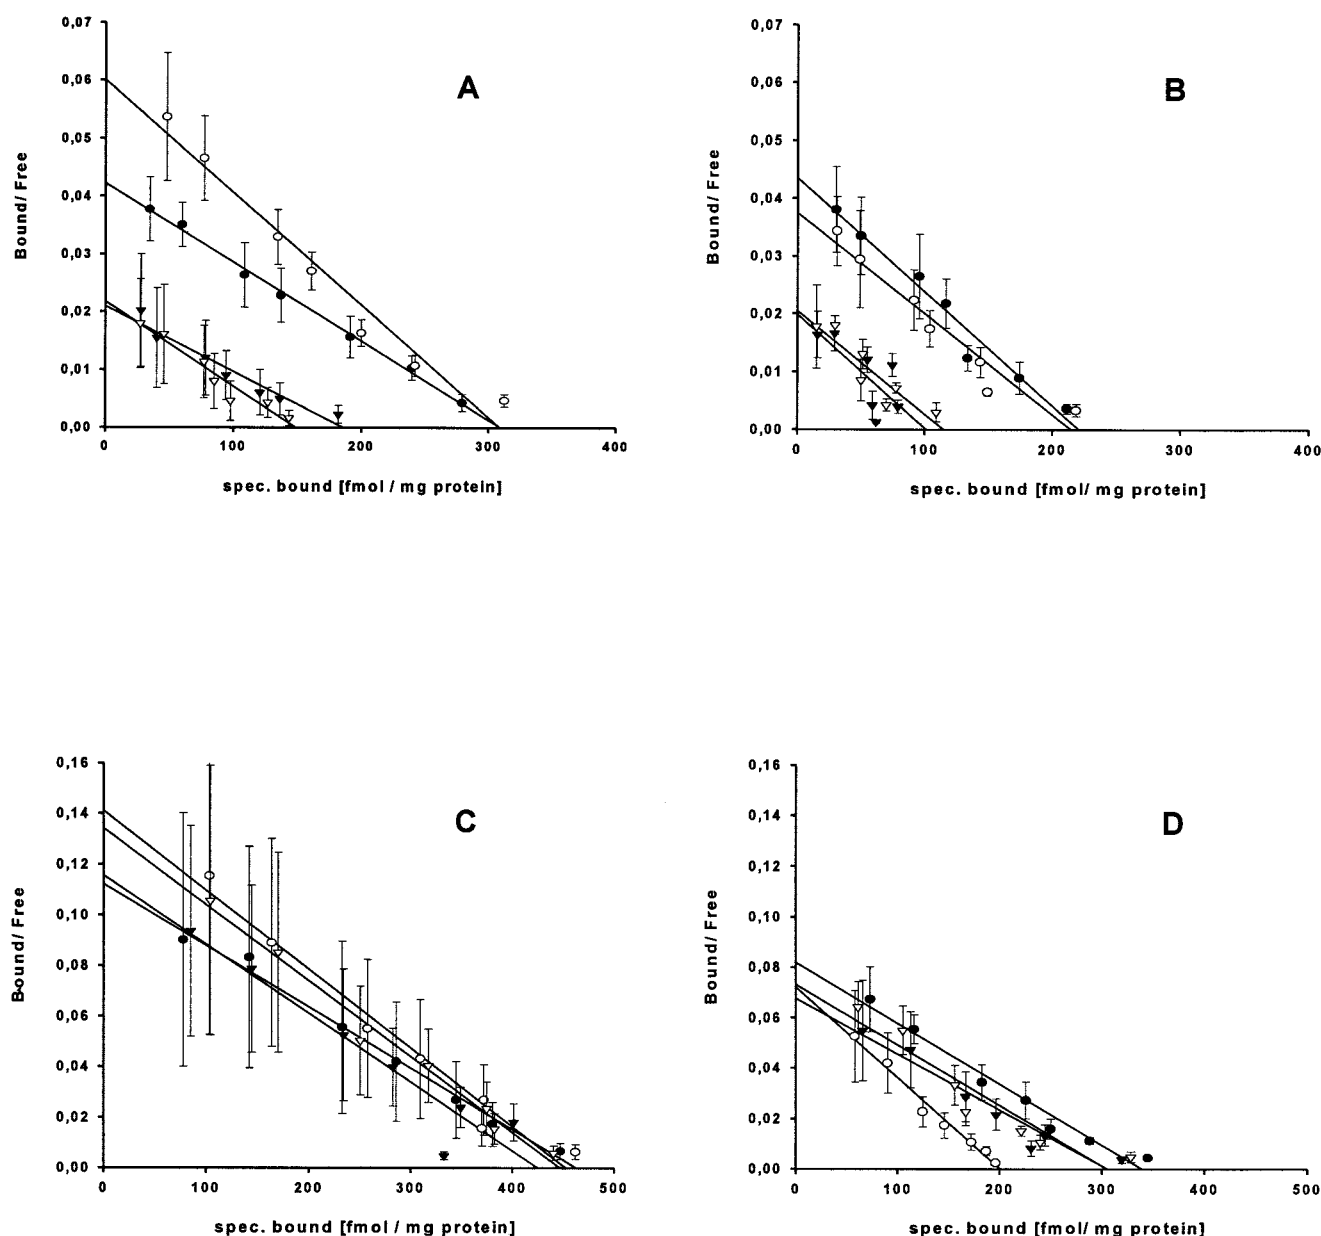 A
0,07
0,06
0,05
0,04
0,03
0,02
0,01
0,00
Bound/ Free
0 100 200 300 400
spec. bound [fmol / mg protein]
B
0,07
0,06
0,05
0,04
0,03
0,02
0,01
0,00
Bound/ Free
0 100 200 300 400
spec. bound [fmol/ mg protein]
C
0,16
0,14
0,12
0,10
0,08
0,06
0,04
0,02
0,00
Bound/ Free
0 100 200 300 400 500
spec. bound [fmol / mg protein]
D
0,16
0,14
0,12
0,10
0,08
0,06
0,04
0,02
0,00
Bound/ Free
0 100 200 300 400 500
spec. bound [fmol/ mg protein]